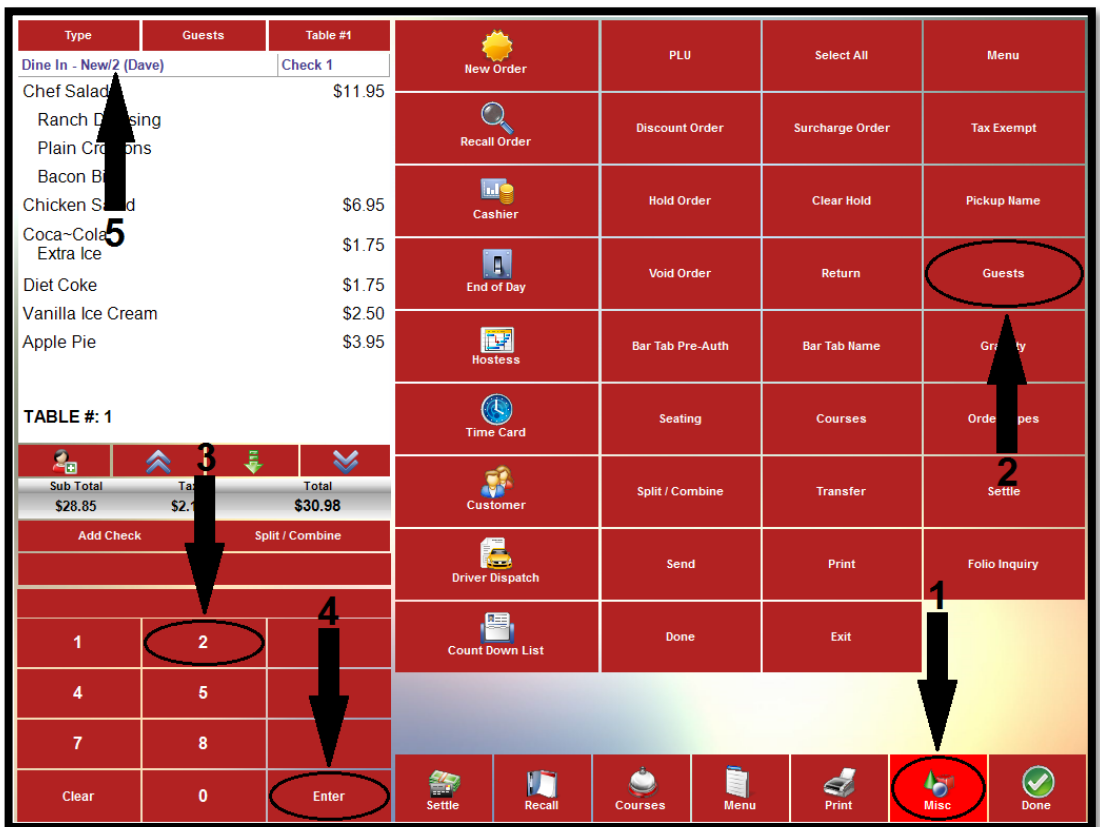 Type Guests Table #1
Dine In - New/2 (Dave) Check 1
Chef Salad $11.95
Ranch
Plain
Bacon
Chicken $6.95
Coca~Cola $1.75
Extra Ice
Diet Coke $1.75
Vanilla Ice Cream $2.50
Apple Pie $3.95
5
TABLE #: 1
3
Sub Total Total
$28.85 $30.98
Add Check Split / Combine
4
1 2
4 5
7 8
Clear 0 Enter
New Order PLU Select All Menu
Recall Order Discount Order Surcharge Order Tax Exempt
Cashier Hold Order Clear Hold Pickup Name
End of Day Void Order Return Guests
Hostess Bar Tab Pre-Auth Bar Tab Name
Time Card Seating Courses
2
Customer Split / Combine Transfer Settle
Driver Dispatch Send Print Folio Inquiry
1
Count Down List Done Exit
Settle Recall Courses Menu Print Misc Done